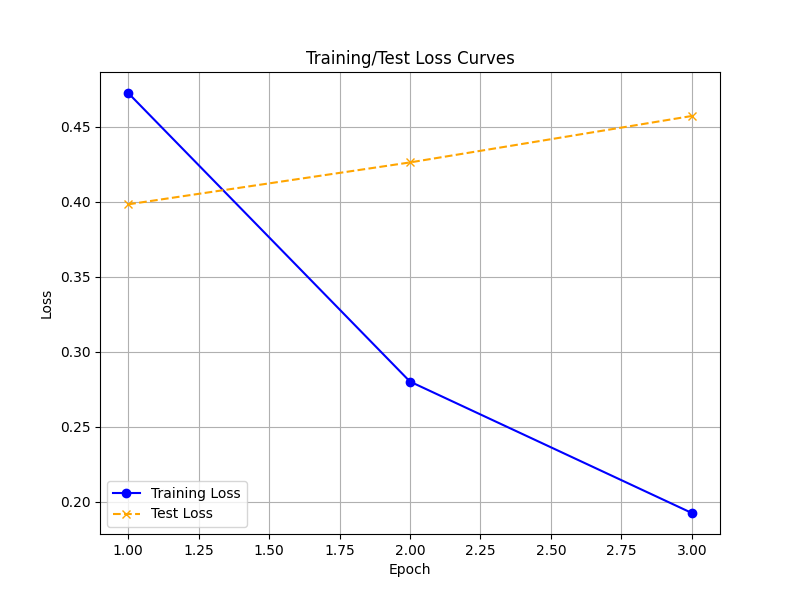 Training/Test Loss Curves
0.45
0.40
0.35
0.30
0.25
0.20
Loss
Training Loss
Test Loss
1.00 1.25 1.50 1.75 2.00 2.25 2.50 2.75 3.00
Epoch